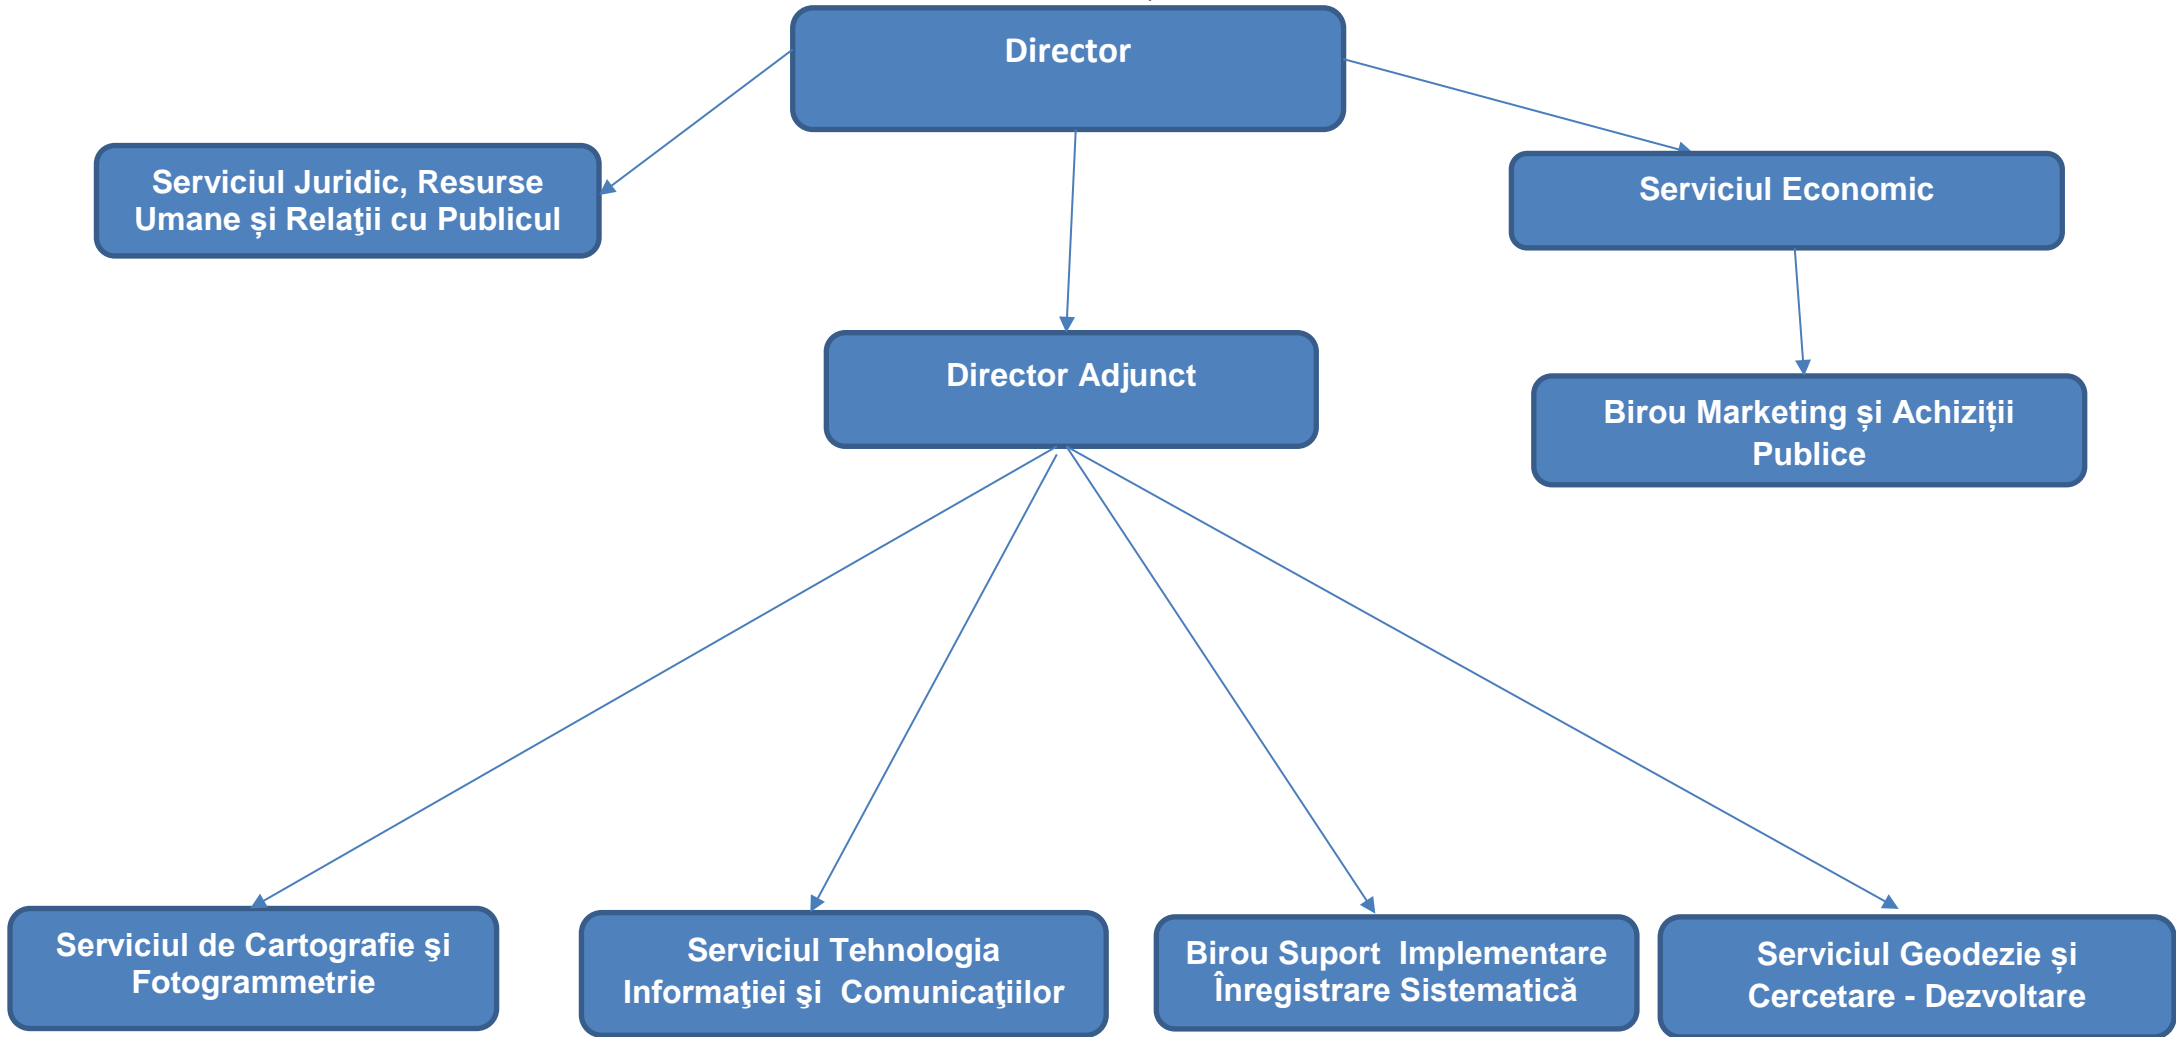 Director
Serviciul Juridic, Resurse
Umane și Relaţii cu Publicul
Serviciul Economic
Director Adjunct
Birou Marketing și Achiziții
Publice
Serviciul de Cartografie şi
Fotogrammetrie
Serviciul Tehnologia
Informaţiei şi Comunicaţiilor
Birou Suport Implementare
Înregistrare Sistematică
Serviciul Geodezie și
Cercetare - Dezvoltare